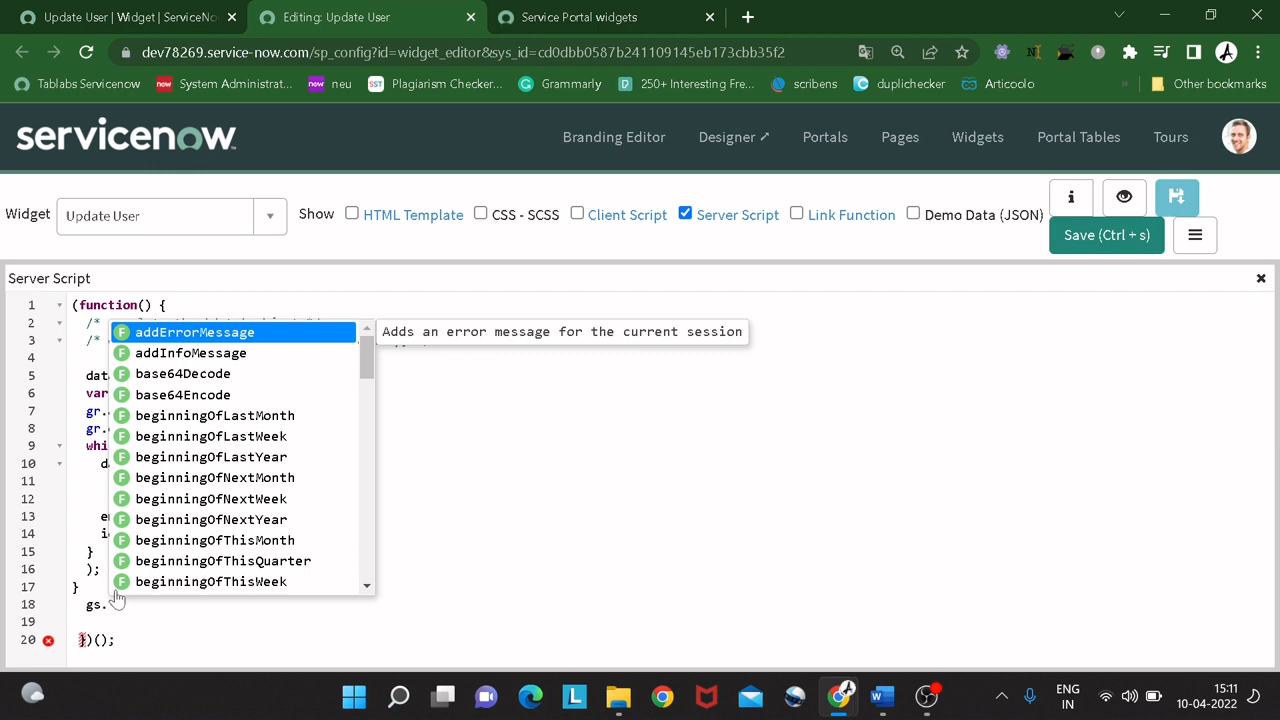 Update User | Widget | ServiceNo
Editing: Update User
Service Portal widgets
dev78269.service-now.com/sp_config?id=widget_editor&sys_id=cd0dbb0587b241109145eb173cbb35f2
Tablabs Servicenow
System Administrat...
neu
Plagiarism Checker...
Grammarly
250+ Interesting Fre...
scribens
duplichecker
Articoolo
Other bookmarks
servicenow
Branding Editor
Designer
Portals
Pages
Widgets
Portal Tables
Tours
Widget
Update User
Show
HTML Template
CSS - SCSS
Client Script
Server Script
Link Function
Demo Data (JSON)
Save (Ctrl + s)
Server Script
1 (function() {
2 /*
3 /*
4
5 data
6 var
7 gr.
8 gr.
9 whi
10 da
11
12
13 em
14 i
15 }
16 );
17 }
18 gs.
19
20 })();
addErrorMessage
Adds an error message for the current session
addInfoMessage
base64Decode
base64Encode
beginningOfLastMonth
beginningOfLastWeek
beginningOfLastYear
beginningOfNextMonth
beginningOfNextWeek
beginningOfNextYear
beginningOfThisMonth
beginningOfThisQuarter
beginningOfThisWeek
ENG
IN
15:11
10-04-2022